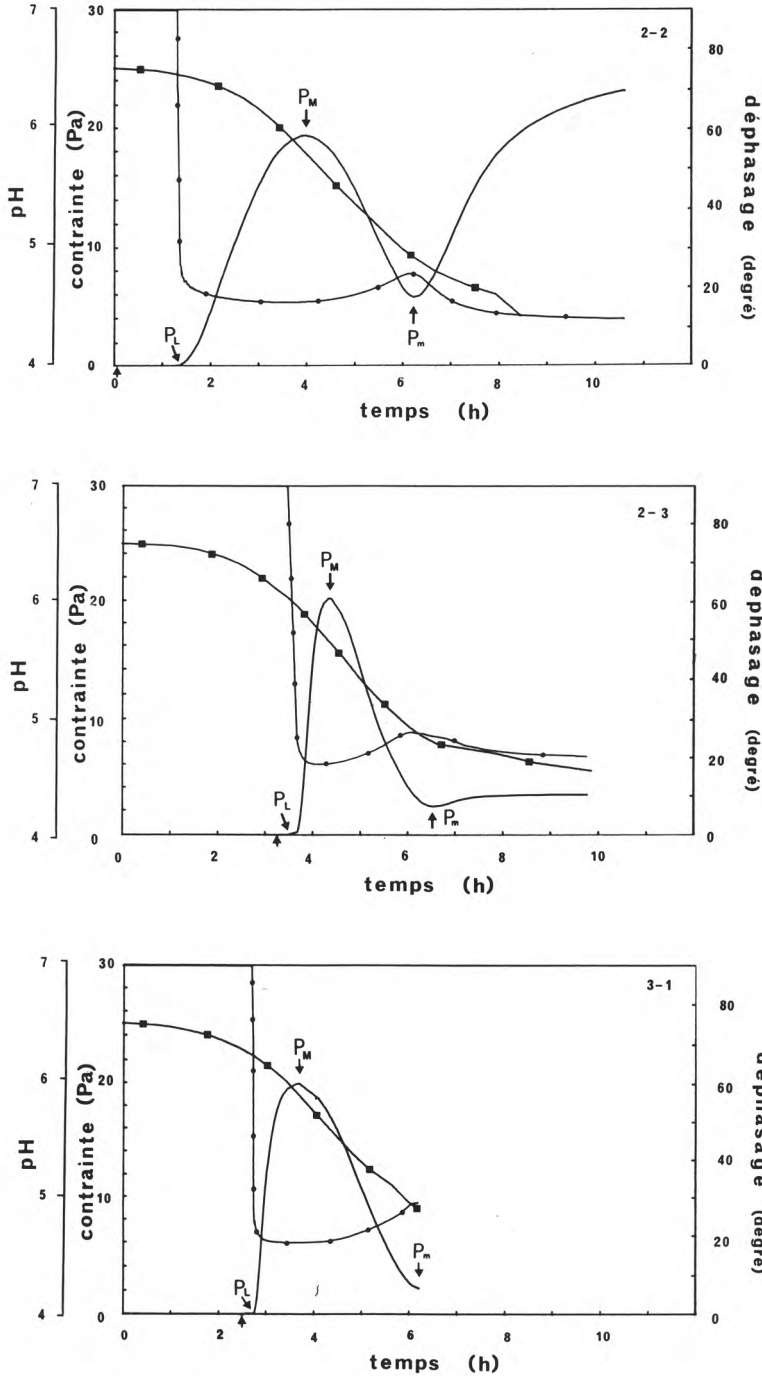 2-2
pH
7
6
5
4
contrainte (Pa)
30
20
10
0
P_L
P_M
P_m
déphasage (degré)
80
60
40
20
0
0 2 4 6 8 10
temps (h)
2-3
pH
7
6
5
4
contrainte (Pa)
30
20
10
0
P_L
P_M
P_m
dephasage (degré)
80
60
40
20
0
0 2 4 6 8 10
temps (h)
3-1
pH
7
6
5
4
contrainte (Pa)
30
20
10
0
P_L
P_M
P_m
déphasage (degré)
80
60
40
20
0
0 2 4 6 8 10
temps (h)